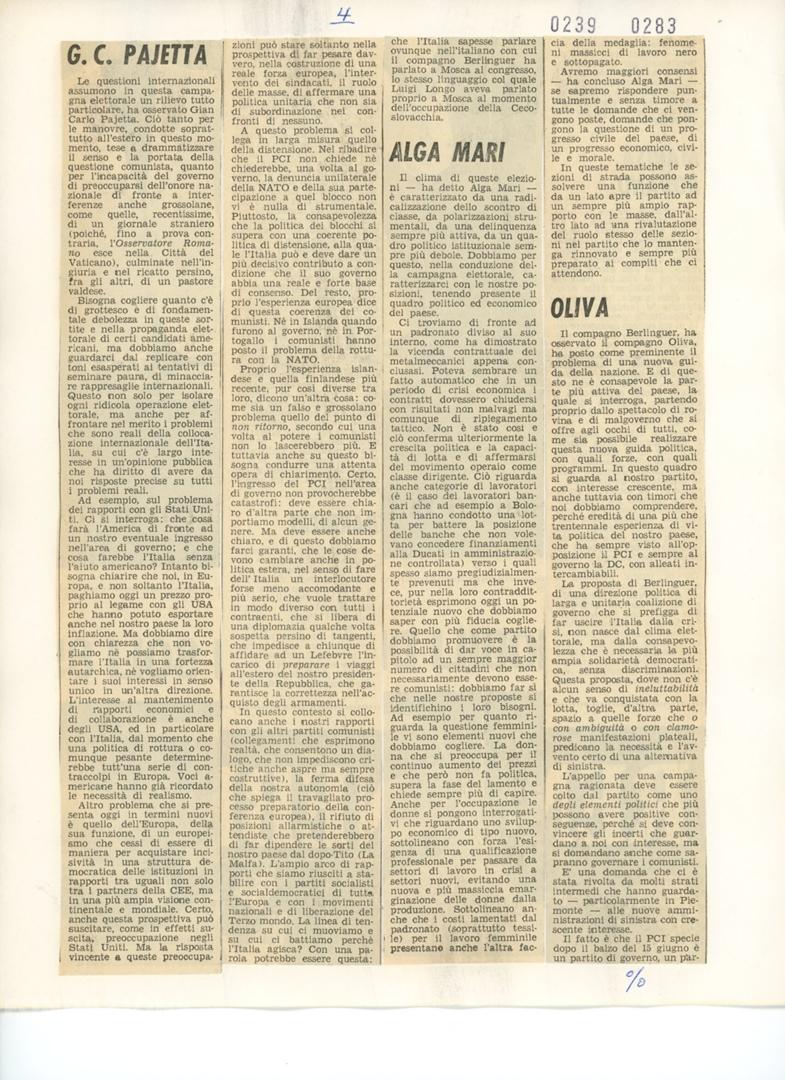 4
0239 0283
G. C. PAJETTA
Le questioni internazionali
assumono in questa campa-
gna elettorale un rilievo tutto
particolare, ha osservato Gian
Carlo Pajetta. Ciò tanto per
le manovre, condotte soprat-
tutto all'estero in questo mo-
mento, tese a drammatizzare
il senso e la portata della
questione comunista, quanto
per l'incapacità del governo
di preoccuparsi dell'onore na-
zionale di fronte a inter-
ferenze anche grossolane,
come quelle, recentissime,
di un giornale straniero
(poiché, fino a prova con-
traria, l'Osservatore Roma-
no esce nella Città del
Vaticano), culminate nell'in-
giuria e nel ricatto persino,
fra gli altri, di un pastore
valdese.
Bisogna cogliere quanto c'è
di grottesco e di fondamen-
tale debolezza in queste sor-
tite e nella propaganda elet-
torale di certi candidati ame-
ricani, ma dobbiamo anche
guardarci dal replicare con
toni esasperati ai tentativi di
seminare paura, di minaccia-
re rappresaglie internazionali.
Questo non solo per isolare
ogni ridicola operazione elet-
torale, ma anche per af-
frontare nel merito i problemi
che sono reali della colloca-
zione internazionale dell'Ita-
lia, su cui c'è largo inte-
resse in un'opinione pubblica
che ha diritto di avere da
noi risposte precise su tutti
i problemi reali.
Ad esempio, sul problema
dei rapporti con gli Stati Uni-
ti. Ci si interroga: che cosa
farà l'America di fronte ad
un nostro eventuale ingresso
nell'area di governo; e che
cosa farebbe l'Italia senza
l'aiuto americano? Intanto bi-
sogna chiarire che noi, in Eu-
ropa, e non soltanto l'Italia,
paghiamo oggi un prezzo pro-
prio al legame con gli USA
che hanno potuto esportare
anche nel nostro paese la loro
inflazione. Ma dobbiamo dire
con chiarezza che non vo-
gliamo nè possiamo trasfor-
mare l'Italia in una fortezza
autarchica, nè vogliamo orien-
tare i suoi interessi in senso
unico in un'altra direzione.
L'interesse al mantenimento
di rapporti economici e
di collaborazione è anche
degli USA, ed in particolare
con l'Italia, dal momento che
una politica di rottura o co-
munque pesante determine-
rebbe tutt'una serie di con-
traccolpi in Europa. Voci a-
mericane hanno già ricordato
le necessità di realismo.
Altro problema che si pre-
senta oggi in termini nuovi
è quello dell'Europa, della
sua funzione, di un europei-
smo che cessi di essere di
maniera per acquistare inci-
sività in una struttura de-
mocratica delle istituzioni in
rapporti tra uguali non solo
tra i partners della CEE, ma
in una più ampia visione con-
tinentale e mondiale. Certo,
anche questa prospettiva può
suscitare, come in effetti su-
scita, preoccupazione negli
Stati Uniti. Ma la risposta
vincente a queste preoccupa-
zioni può stare soltanto nella
prospettiva di far pesare dav-
vero, nella costruzione di una
reale forza europea, l'inter-
vento dei sindacati, il ruolo
delle masse, di affermare una
politica unitaria che non sia
di subordinazione nei con-
fronti di nessuno.
A questo problema si col-
lega in larga misura quello
della distensione. Nel ribadire
che il PCI non chiede nè
chiederebbe, una volta al go-
verno, la denuncia unilaterale
della NATO e della sua parte-
cipazione a quel blocco non
vi è nulla di strumentale.
Piuttosto, la consapevolezza
che la politica dei blocchi si
supera con una coerente po-
litica di distensione, alla qua-
le l'Italia può e deve dare un
più decisivo contributo a con-
dizione che il suo governo
abbia una reale e forte base
di consenso. Del resto, pro-
prio l'esperienza europea dice
di questa coerenza dei co-
munisti. Nè in Islanda quando
furono al governo, nè in Por-
togallo i comunisti hanno
posto il problema della rottu-
ra con la NATO.
Proprio l'esperienza islan-
dese e quella finlandese più
recente, pur così diverse tra
loro, dicono un'altra cosa: co-
me sia un falso e grossolano
problema quello del punto di
non ritorno, secondo cui una
volta al potere i comunisti
non lo lascerebbero più. E
tuttavia anche su questo bi-
sogna condurre una attenta
opera di chiarimento. Certo,
l'ingresso del PCI nell'area
di governo non provocherebbe
catastrofi: deve essere chiar-
o d'altra parte che non im-
portiamo modelli, di alcun ge-
nere. Ma deve essere anche
chiaro, e di questo dobbiamo
farci garanti, che le cose de-
vono cambiare anche in po-
litica estera, nel senso di fare
dell'Italia un interlocutore
forse meno accomodante e
più serio, che vuole trattare
in modo diverso con tutti i
contraenti, che si libera di
una diplomazia qualche volta
sospetta persino di tangenti,
che impedisce a chiunque di
affidar ad un Lefebvre l'in-
carico di preparare i viaggi
all'estero del nostro presidente
della Repubblica, che ga-
rantisce la correttezza nell'ac-
quisto degli armamenti.
In questo contesto si collo-
cano anche i nostri rapporti
con gli altri partiti comunisti
(collegamenti che esprimono
realtà, che consentono un dia-
logo, che non impediscono cri-
tiche anche aspre ma sempre
costruttive), la ferma difesa
della nostra autonomia (ciò
che spiega il travagliato pro-
cesso preparatorio della con-
ferenza europea), il rifiuto di
posizioni allarmistiche o at-
tendiste che pretenderebbero
di far dipendere le sorti del
nostro paese dal dopo-Tito (La
Malfa). L'ampio arco di rap-
porti che siamo riusciti a sta-
bilire con i partiti socialisti
e socialdemocratici di tutta
l'Europa e con i movimenti
nazionali e di liberazione del
Terzo mondo. La linea di ten-
denza su cui ci muoviamo e
su cui ci battiamo perchè
l'Italia agisca? Con una pa-
rola potrebbe essere questa:
che l'Italia sapesse parlare
ovunque nell'italiano con cui
il compagno Berlinguer ha
parlato a Mosca al congresso,
lo stesso linguaggio col quale
Luigi Longo aveva parlato
proprio a Mosca al momento
dell'occupazione della Ceco-
slovacchia.
ALGA MARI
Il clima di queste elezio-
ni — ha detto Alga Mari —
è caratterizzato da una radi-
calizzazione dello scontro di
classe, da polarizzazioni stru-
mentali, da una delinquenza
sempre più attiva, da un qua-
dro politico istituzionale sem-
pre più debole. Dobbiamo per
questo, nella conduzione del-
la campagna elettorale, ca-
ratterizzarci con le nostre po-
sizioni, tenendo presente il
quadro politico ed economico
del paese.
Ci troviamo di fronte ad
un padronato diviso al suo
interno, come ha dimostrato
la vicenda contrattuale dei
metalmeccanici appena con-
clusasi. Poteva sembrare un
fatto automatico che in un
periodo di crisi economica i
contratti dovessero chiudersi
con risultati non malvagi ma
comunque di ripiegamento
tattico. Non è stato così e
ciò conferma ulteriormente la
crescita politica e la capaci-
tà di lotta e di affermarsi
del movimento operaio come
classe dirigente. Ciò riguar-
da anche categorie di lavoratori
(è il caso dei lavoratori ban-
cari che ad esempio a Bolo-
gna hanno condotto una lot-
ta per battere la posizione
delle banche che non vole-
vano concedere finanziamenti
alla Ducati in amministrazio-
ne controllata) verso i quali
spesso siamo pregiudizialmen-
te prevenuti ma che inve-
ce, pur nella loro contraddit-
torietà esprimono oggi un po-
tenziale nuovo che dobbiamo
saper con più fiducia coglie-
re. Quello che come partito
dobbiamo promuovere è la
possibilità di dar voce in ca-
pitolo ad un sempre maggior
numero di cittadini che non
necessariamente devono esse-
re comunisti: dobbiamo far sì
che nelle nostre proposte si
identifichino i loro bisogni.
Ad esempio per quanto ri-
guarda la questione femmini-
le vi sono elementi nuovi che
dobbiamo cogliere. La don-
na che si preoccupa per il
continuo aumento dei prezzi
e che però non fa politica,
supera la fase del lamento e
chiede sempre più di capire.
Anche per l'occupazione le
donne si pongono interrogati-
vi che riguardano uno svilup-
po economico di tipo nuovo,
sottolineano con forza l'esi-
genza di una qualificazione
professionale per passare da
settori di lavoro in crisi a
settori nuovi, evitando una
nuova e più massiccia emar-
ginazione delle donne dalla
produzione. Sottolineano an-
che che i costi lamentati dal
padronato (soprattutto tessi-
le) per il lavoro femminile
presentano anche l'altra fac-
cia della medaglia: fenome-
ni massicci di lavoro nero
e sottopagato.
Avremo maggiori consensi
— ha concluso Alga Mari —
se sapremo rispondere pun-
tualmente e senza timore a
tutte le domande che ci ven-
gono poste, domande che pon-
gono la questione di un pro-
gresso civile del paese, di
un progresso economico, civi-
le e morale.
In queste tematiche le se-
zioni di strada possono as-
solvere una funzione che
da un lato apre il partito ad
un sempre più ampio rap-
porto con le masse, dall'al-
tro lato ad una rivalutazione
del ruolo stesso delle sezio-
ni nel partito che lo manten-
ga rinnovato e sempre più
preparato ai compiti che ci
attendono.
OLIVA
Il compagno Berlinguer, ha
osservato il compagno Oliva,
ha posto come preminente il
problema di una nuova gui-
da della nazione. E di que-
sto ne è consapevole la par-
te più attiva del paese, la
quale si interroga, partendo
proprio dallo spettacolo di ro-
vina e di malgoverno che si
offre agli occhi di tutti, co-
me sia possibile realizzare
questa nuova guida politica,
con quali forze, con quali
programmi. In questo quadro
si guarda al nostro partito,
con interesse crescente, ma
anche tuttavia con timori che
noi dobbiamo comprendere,
perché eredità di una più che
trentennale esperienza di vi-
ta politica del nostro paese,
che ha sempre visto all'op-
posizione il PCI e sempre al
governo la DC, con alleati in-
tercambiabili.
La proposta di Berlinguer,
di una direzione politica di
larga e unitaria coalizione di
governo che si prefigga di
far uscire l'Italia dalla cri-
si, non nasce dal clima elet-
torale, ma dalla consapevo-
lezza che è necessaria la più
ampia solidarietà democrati-
ca, senza discriminazioni.
Questa proposta, dove non c'è
alcun senso di ineluttabilità
e che va conquistata con la
lotta, toglie, d'altra parte,
spazio a quelle forze che o
con ambiguità o con clamo-
rose manifestazioni plateali,
predicano la necessità e l'av-
vento certo di una alternativa
di sinistra.
L'appello per una campa-
gna ragionata deve essere
colto dal partito come uno
degli elementi politici che più
possono avere positive con-
seguenze, perché si deve con-
vincere gli incerti che guar-
dano a noi con interesse, ma
si domandano anche come sa-
pranno governare i comunisti.
E' una domanda che ci è
stata rivolta da molti strati
intermedi che hanno guarda-
to — particolarmente in Pie-
monte — alle nuove ammi-
nistrazioni di sinistra con cre-
scente interesse.
Il fatto è che il PCI specie
dopo il balzo del 15 giugno è
un partito di governo, un par-
%